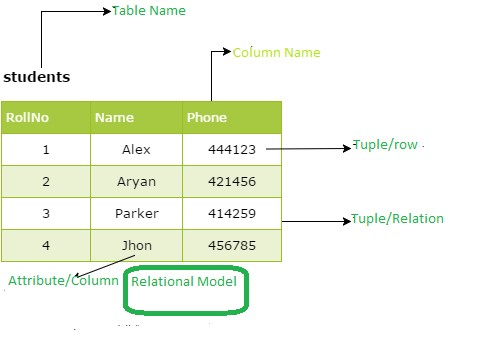 Table Name
Column Name
students
RollNo Name Phone
1 Alex 444123
Tuple/row
2 Aryan 421456
3 Parker 414259
Tuple/Relation
4 Jhon 456785
Attribute/Column
Relational Model